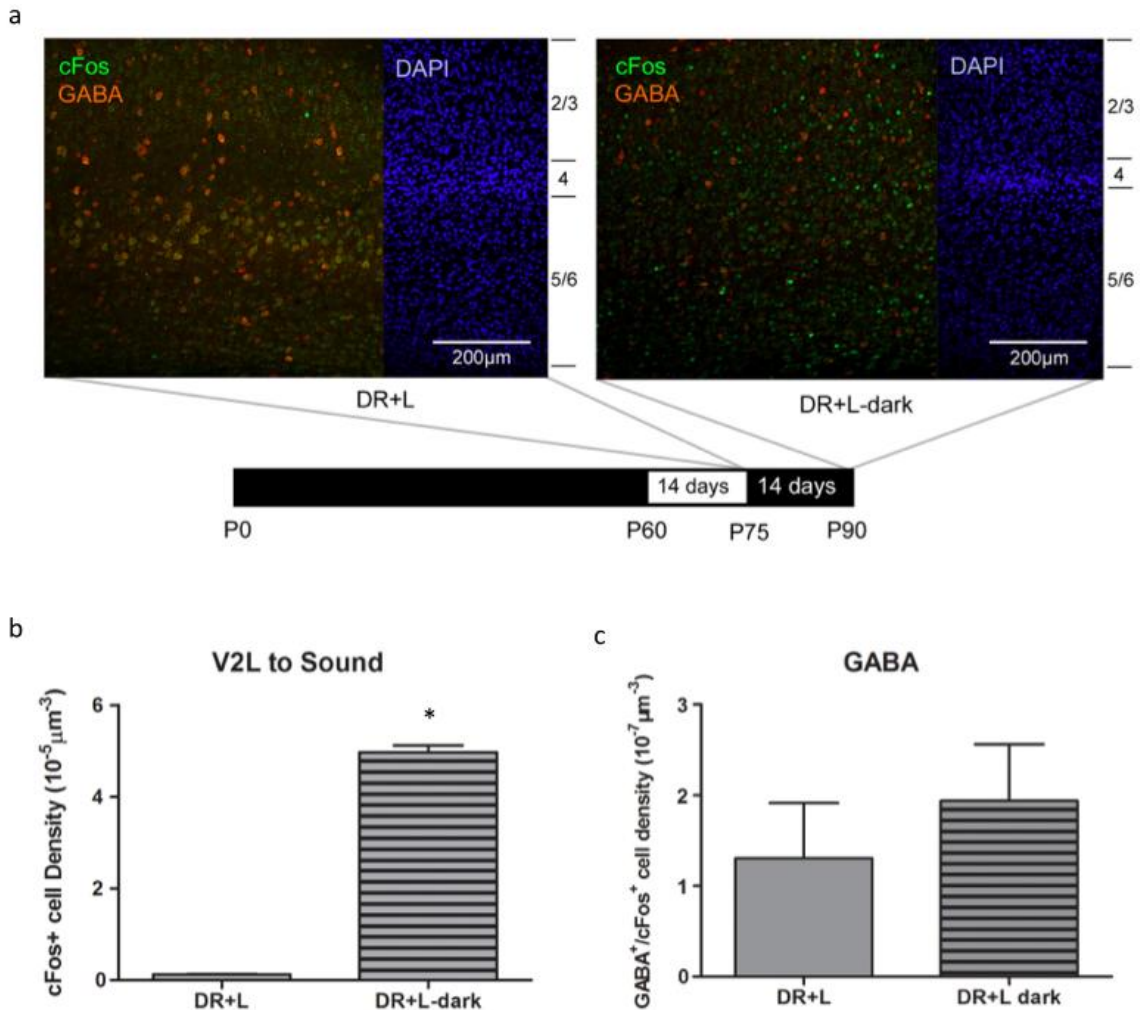 a
cFos
GABA
DAPI
2/3
4
5/6
200µm
DR+L
cFos
GABA
DAPI
2/3
4
5/6
200µm
DR+L-dark
14 days
14 days
P0
P60
P75
P90
b
V2L to Sound
cFos+ cell Density (10⁻⁵µm⁻³)
6
4
2
0
*
DR+L
DR+L-dark
c
GABA
GABA⁺/cFos⁺ cell density (10⁻⁷µm⁻³)
3
2
1
0
DR+L
DR+L dark